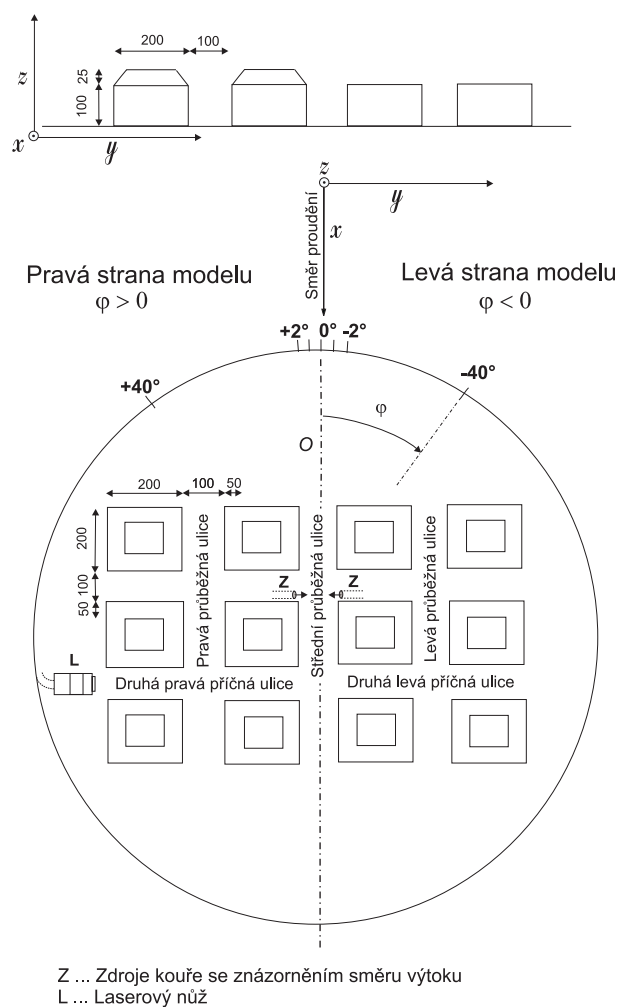 200
100
25
100
z
x
y
z
y
x
Směr proudění
Pravá strana modelu
φ > 0
Levá strana modelu
φ < 0
+2° 0° -2°
+40°
-40°
φ
O
200
100
50
200
100
50
Pravá průběžná ulice
Střední průběžná ulice
Levá průběžná ulice
Z
Z
L
Druhá pravá příčná ulice
Druhá levá příčná ulice
Z ... Zdroje kouře se znázorněním směru výtoku
L ... Laserový nůž